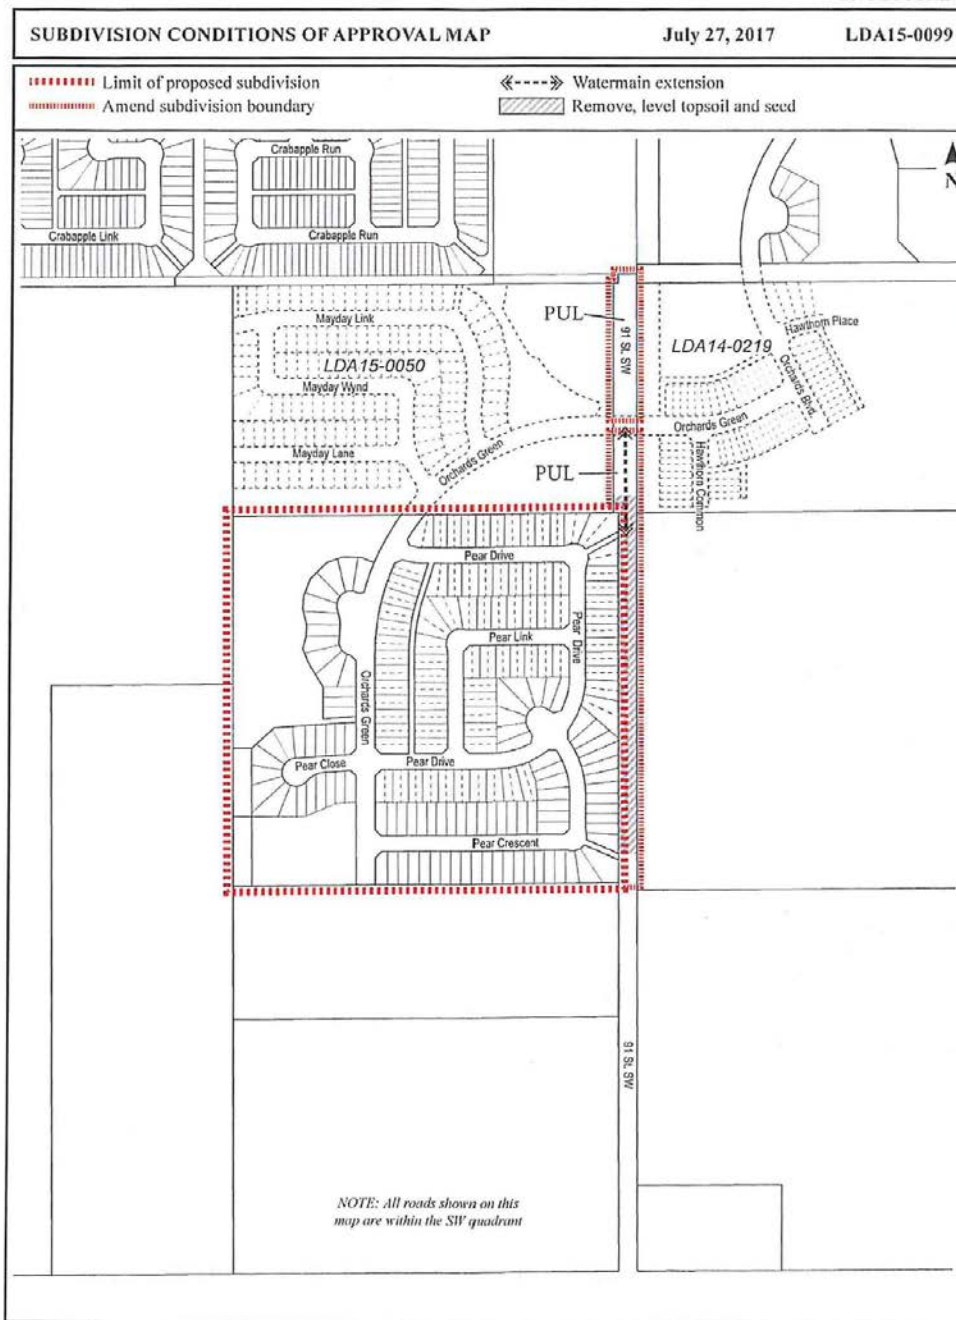 SUBDIVISION CONDITIONS OF APPROVAL MAP July 27, 2017 LDA15-0099
Limit of proposed subdivision
Watermain extension
Amend subdivision boundary
Remove, level topsoil and seed
N
Crabapple Run
Crabapple Link
Crabapple Run
PUL
91 St. SW
Mayday Link
LDA15-0050
Mayday Wynd
Mayday Lane
Orchards Green
LDA14-0219
Hawthorn Place
Orchards Blvd.
Orchards Green
Hawthorn Common
PUL
Pear Drive
Pear Link
Pear Drive
Orchards Green
Pear Close
Pear Drive
Pear Crescent
91 St. SW
NOTE: All roads shown on this
map are within the SW quadrant